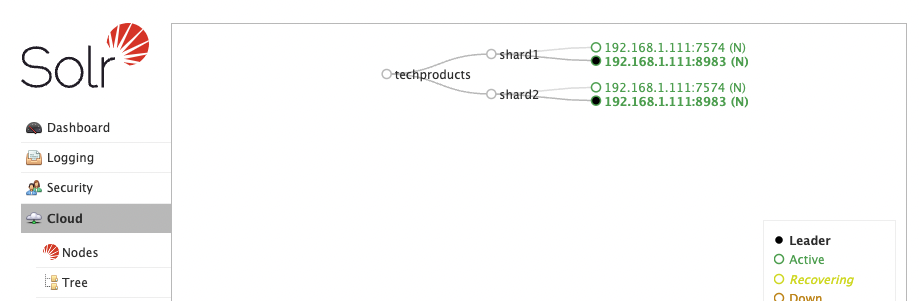 Solr
Dashboard
Logging
Security
Cloud
Nodes
Tree
techproducts
shard1
192.168.1.111:7574 (N)
192.168.1.111:8983 (N)
shard2
192.168.1.111:7574 (N)
192.168.1.111:8983 (N)
Leader
Active
Recovering
Down